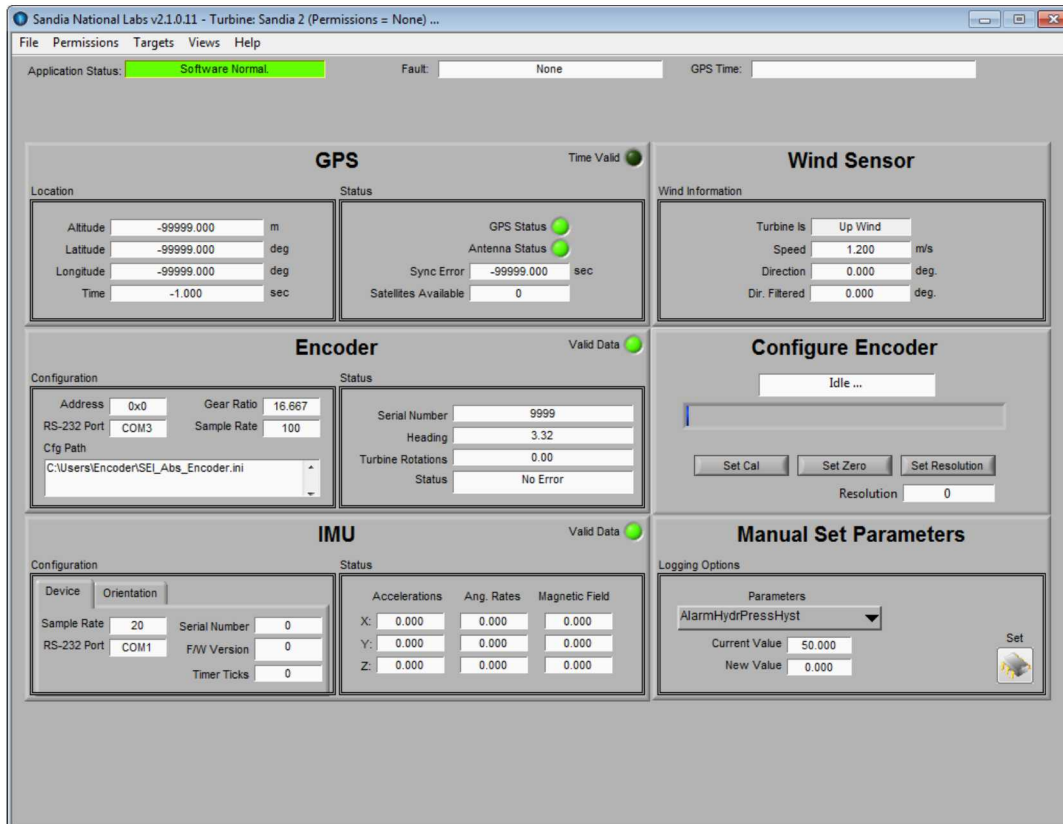 Sandia National Labs v2.1.0.11 - Turbine: Sandia 2 (Permissions = None) ...
File Permissions Targets Views Help
Application Status: Software Normal. Fault: None GPS Time:
GPS Time Valid
Location Status
Altitude -99999.000 m
Latitude -99999.000 deg
Longitude -99999.000 deg
Time -1.000 sec
GPS Status
Antenna Status
Sync Error -99999.000 sec
Satellites Available 0
Wind Sensor
Wind Information
Turbine Is Up Wind
Speed 1.200 m/s
Direction 0.000 deg.
Dir. Filtered 0.000 deg.
Encoder Valid Data
Configuration Status
Address 0x0 Gear Ratio 16.667
RS-232 Port COM3 Sample Rate 100
Cfg Path
C:\Users\Encoder\SEI_Abs_Encoder.ini
Serial Number 9999
Heading 3.32
Turbine Rotations 0.00
Status No Error
Configure Encoder
Idle ...
Set Cal Set Zero Set Resolution
Resolution 0
IMU Valid Data
Configuration Status
Device Orientation
Sample Rate 20 Serial Number 0
RS-232 Port COM1 F/W Version 0
Timer Ticks 0
Accelerations Ang. Rates Magnetic Field
X: 0.000 0.000 0.000
Y: 0.000 0.000 0.000
Z: 0.000 0.000 0.000
Manual Set Parameters
Logging Options
Parameters
AlarmHydrPressHyst
Current Value 50.000
New Value 0.000
Set